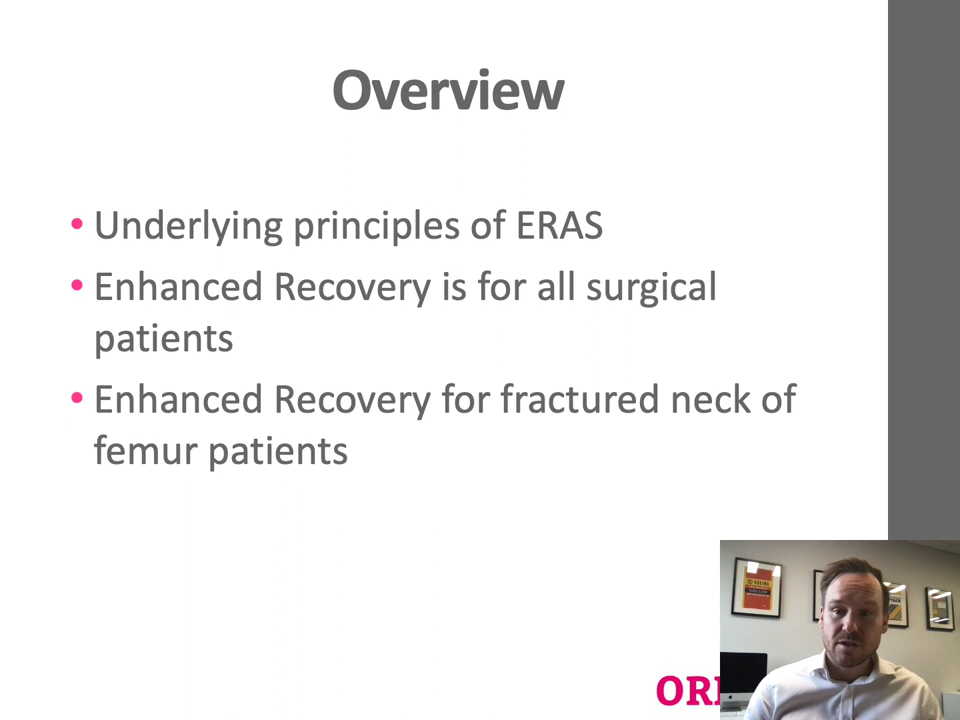 Overview
• Underlying principles of ERAS
• Enhanced Recovery is for all surgical
patients
• Enhanced Recovery for fractured neck of
femur patients